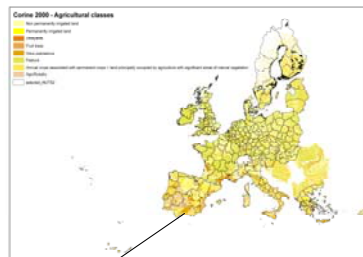 Corine 2000 - Agricultural classes
Non permanently irrigated land
Permanently irrigated land
Vineyards
Fruit trees
Olive plantations
Pasture
Annual crops associated with permanent crops + land principally occupied by agriculture with significant areas of natural vegetation
Agroforestry